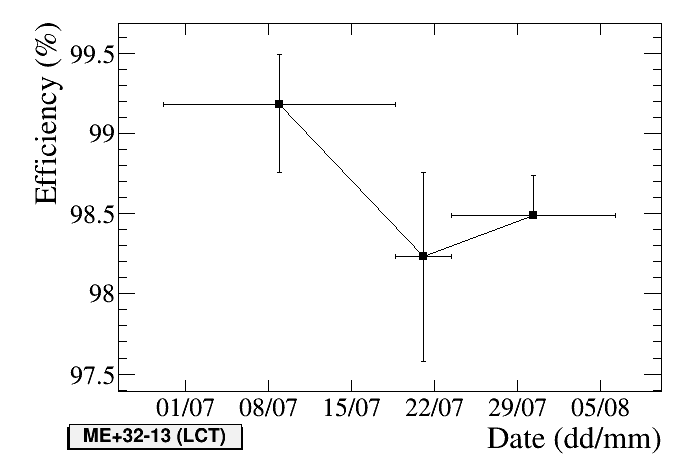 Efficiency (%)
99.5
99
98.5
98
97.5
01/07 08/07 15/07 22/07 29/07 05/08
ME+32-13 (LCT)
Date (dd/mm)